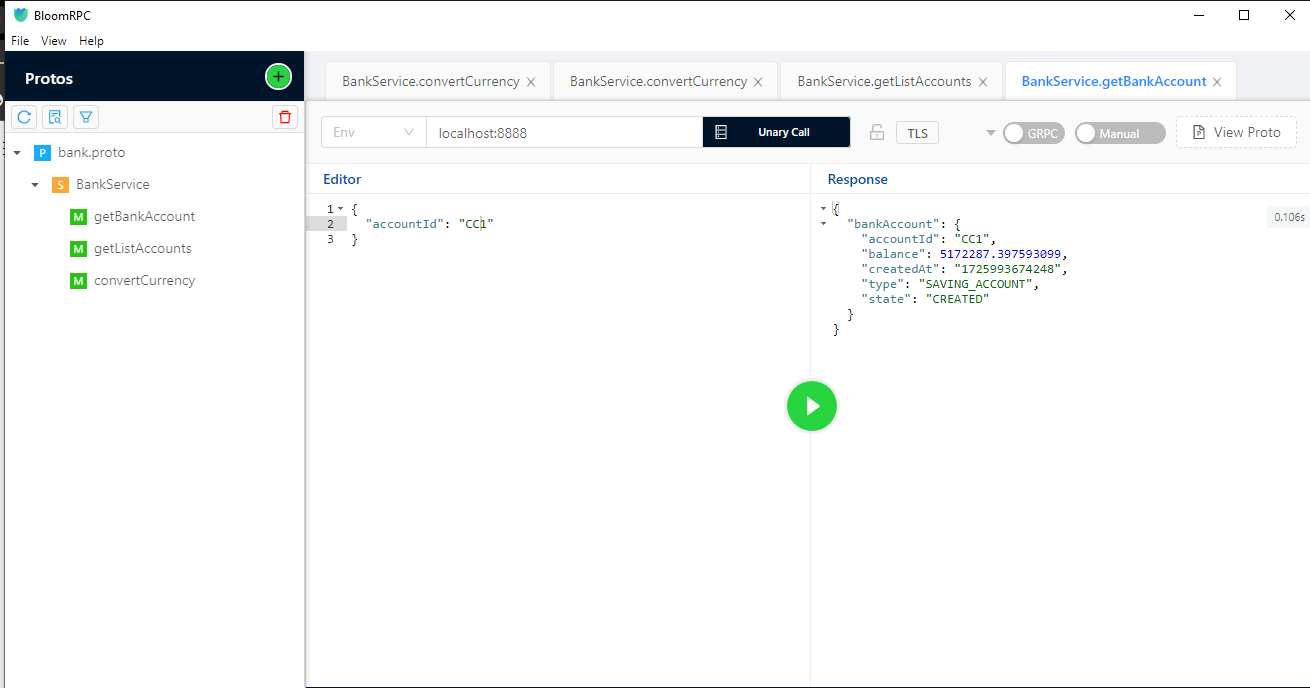 BloomRPC
File View Help
Protos
BankService.convertCurrency
BankService.convertCurrency
BankService.getListAccounts
BankService.getBankAccount
Env
localhost:8888
Unary Call
TLS
GRPC
Manual
View Proto
P bank.proto
S BankService
M getBankAccount
M getListAccounts
M convertCurrency
Editor
1 {
2 "accountId": "CC1"
3 }
Response
{
"bankAccount": {
"accountId": "CC1",
"balance": 5172287.397593099,
"createdAt": "1725993674248",
"type": "SAVING_ACCOUNT",
"state": "CREATED"
}
}
0.106s